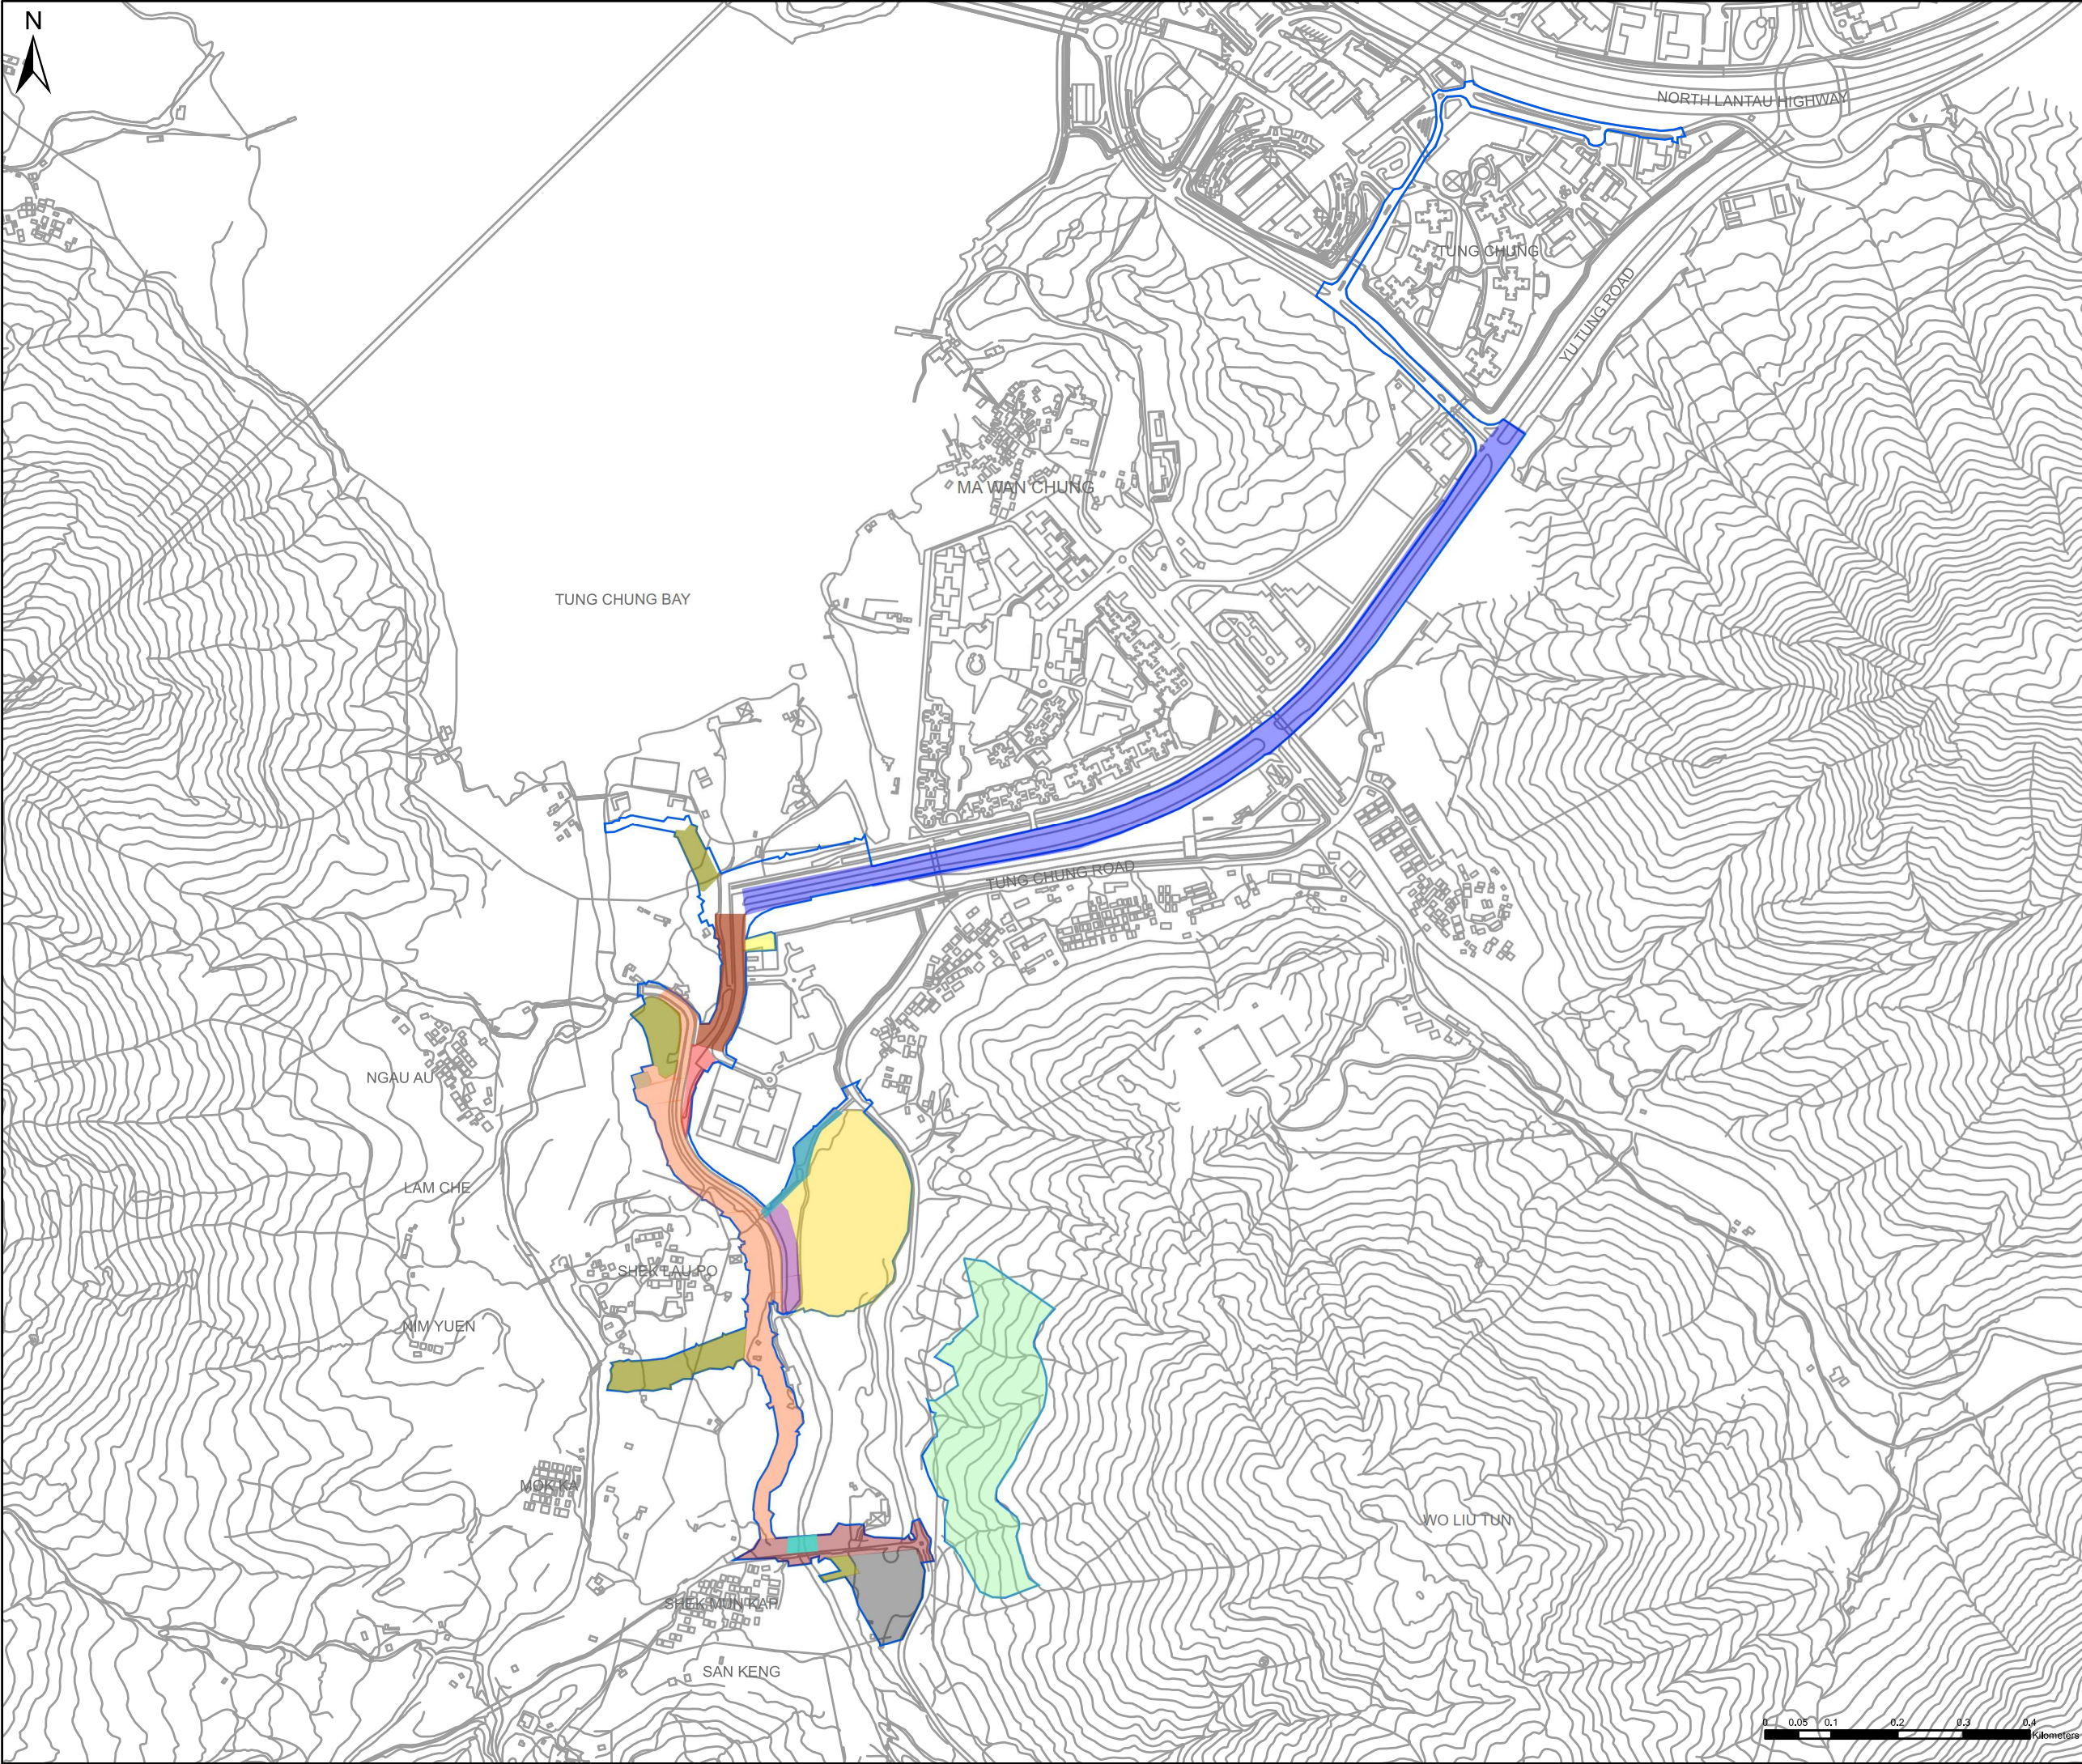 N
NORTH LANTAU HIGHWAY
TUNG CHUNG
YU TUNG ROAD
MA WAN CHUNG
TUNG CHUNG BAY
TUNG CHUNG ROAD
NGAU AU
LAM CHE
SHEK LAU PO
NIM YUEN
MOK KA
WO LIU TUN
SHEK MUN KAP
SAN KENG
0 0.05 0.1 0.2 0.3 0.4
Kilometers